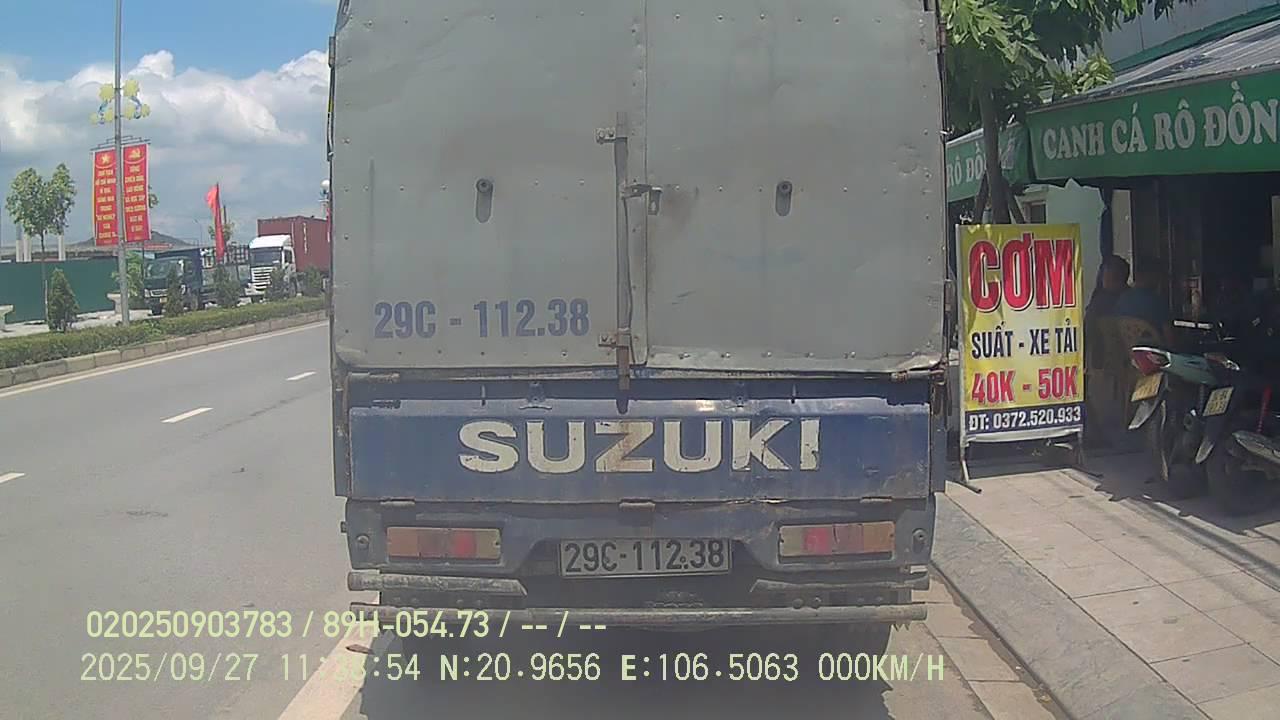 CANH CÁ RÔ ĐỒN
RÔ ĐỒ
CƠM
SUẤT - XE TẢI
40K - 50K
ĐT: 0372.520.933
29C - 112.38
SUZUKI
29C-112.38
020250903783 / 89H-054.73 / -- / --
2025/09/27 11:38:54 N:20.9656 E:106.5063 000KM/H